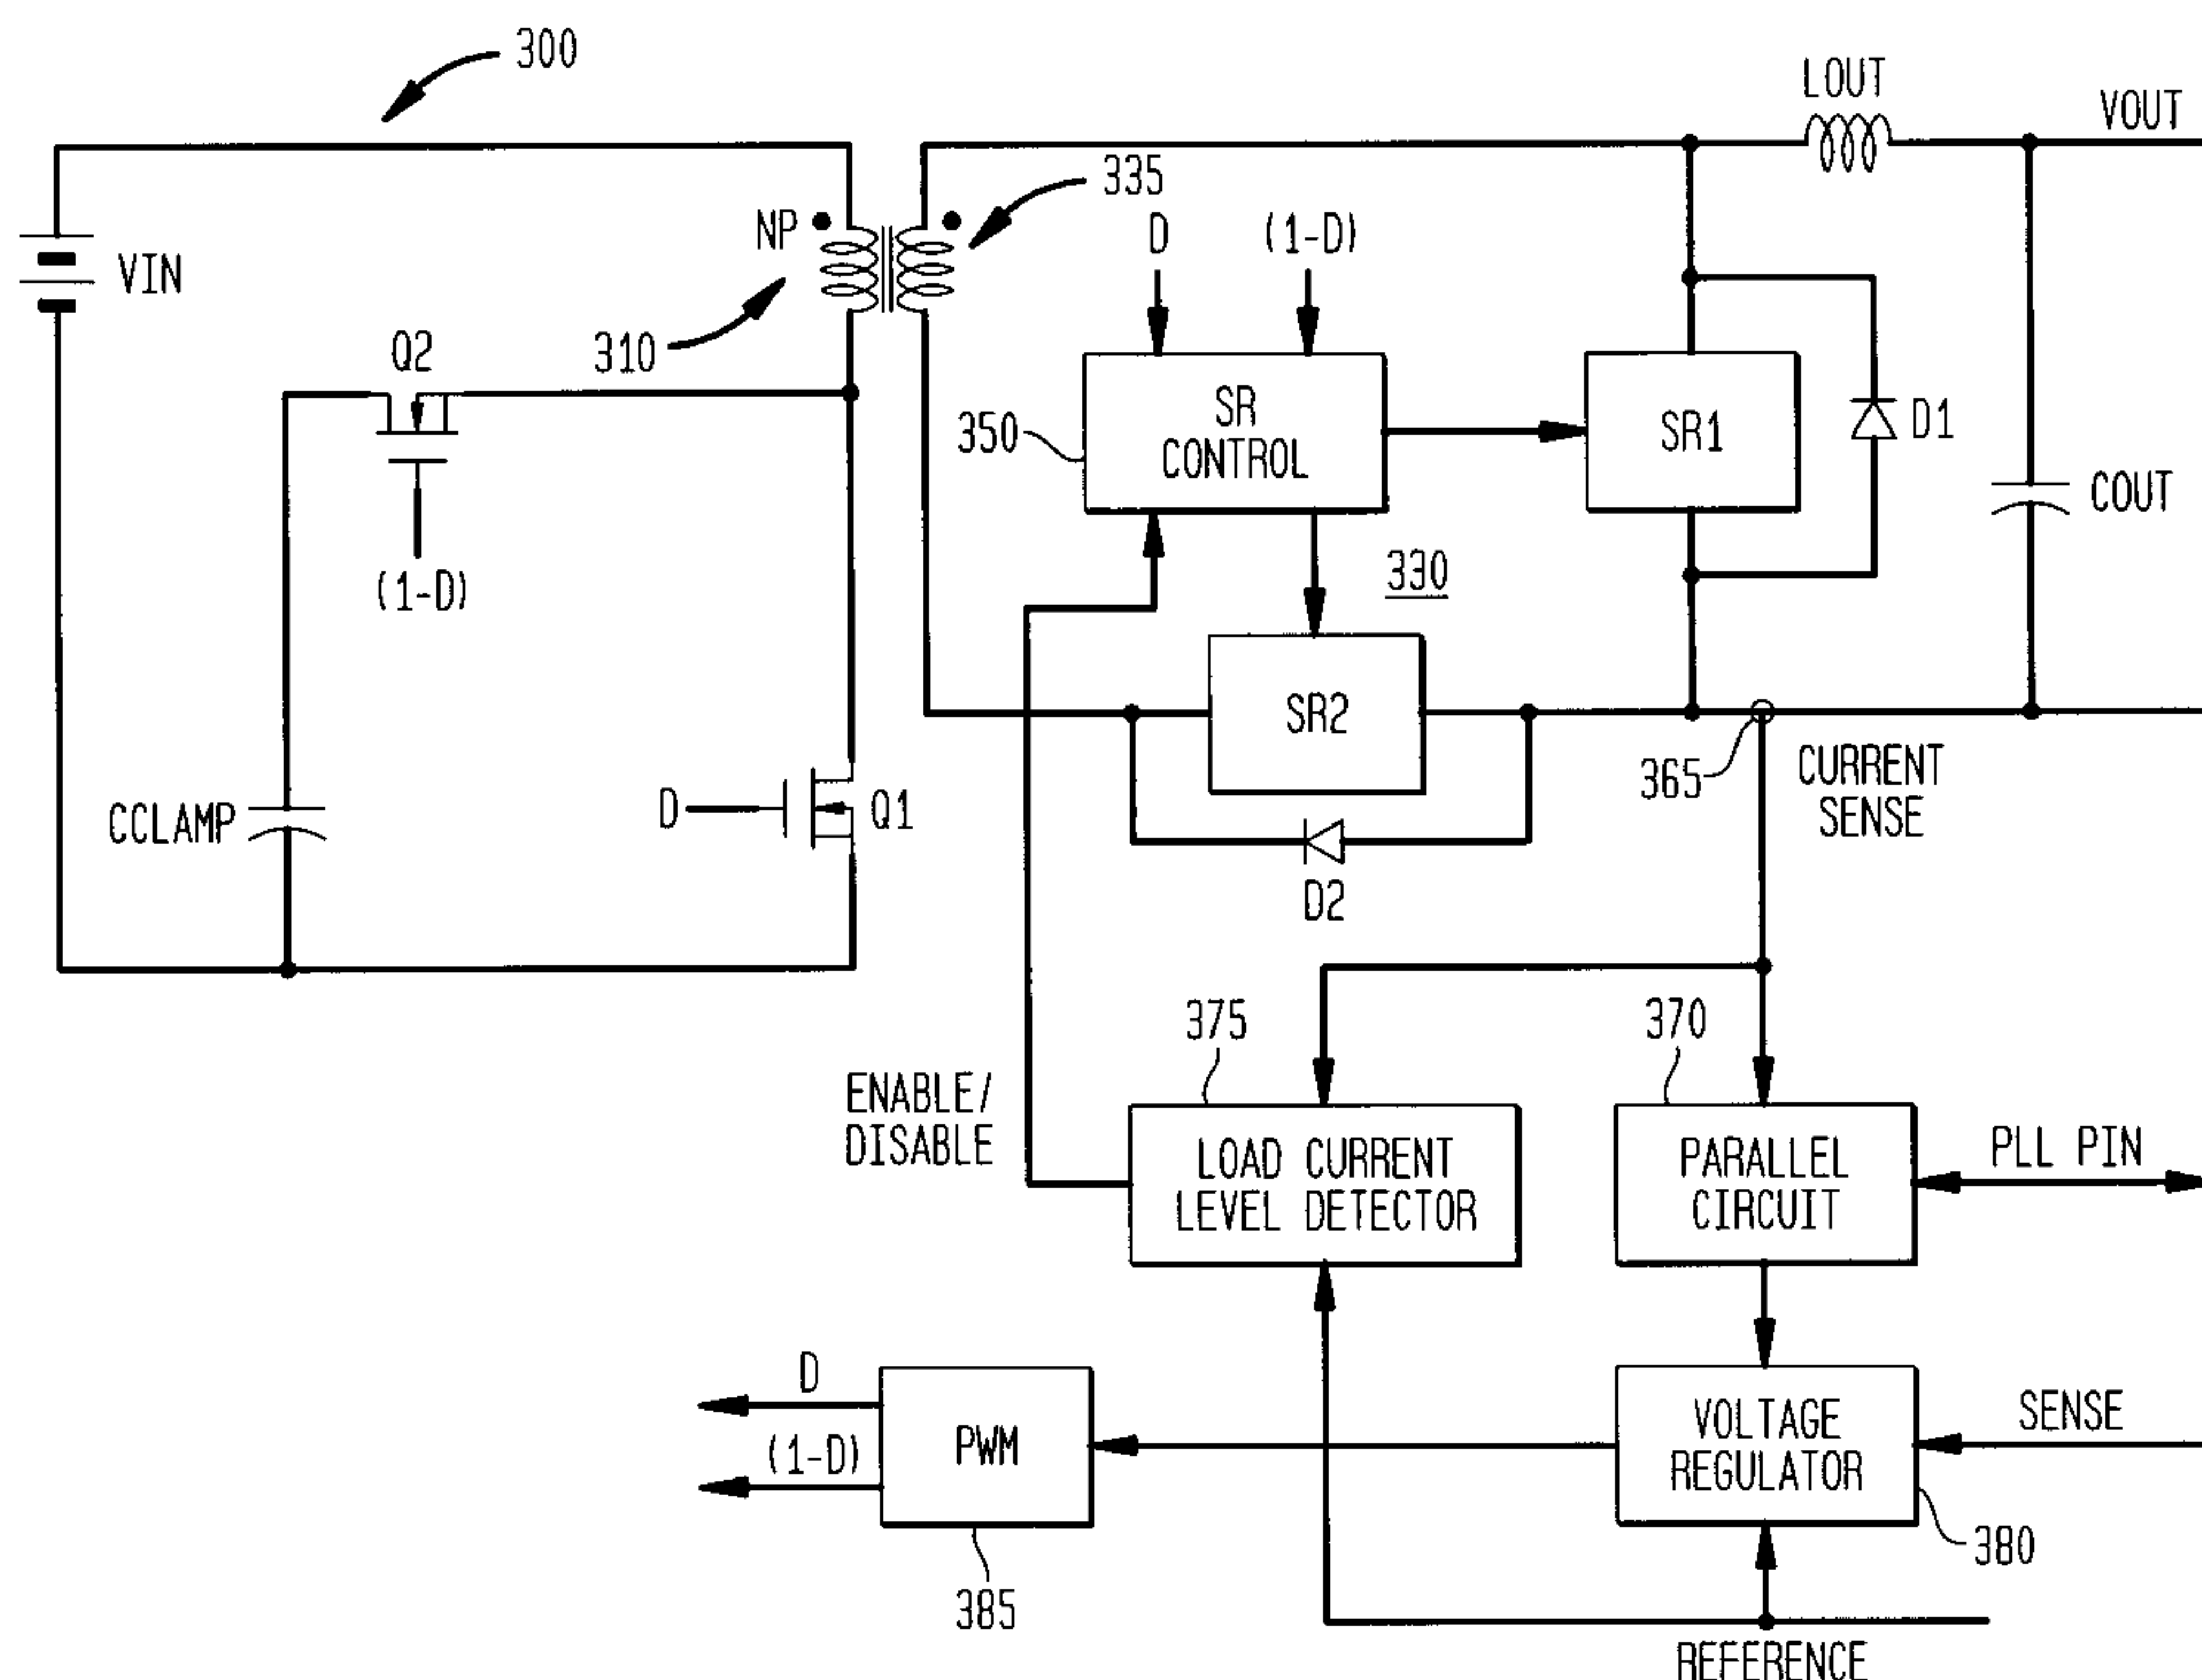 300
LOUT
VOUT
335
NP
D
(1-D)
VIN
310
Q2
SR
CONTROL
350
SR1
D1
COUT
(1-D)
330
SR2
365
CURRENT
SENSE
CCLAMP
D
Q1
D2
375
370
ENABLE/
DISABLE
LOAD CURRENT
LEVEL DETECTOR
PARALLEL
CIRCUIT
PLL PIN
D
(1-D)
PWM
VOLTAGE
REGULATOR
SENSE
380
385
REFERENCE